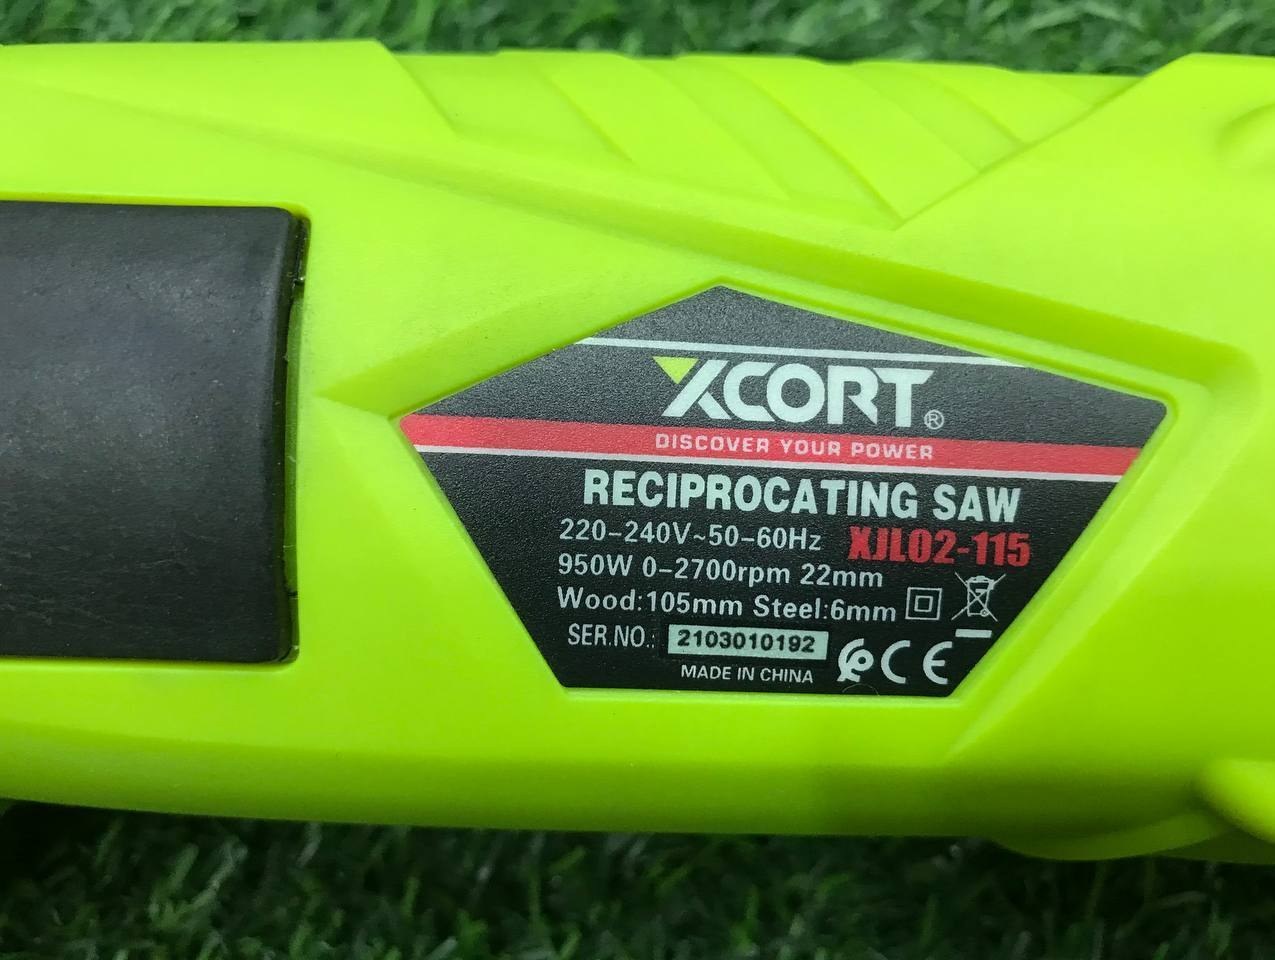 XCORT®
DISCOVER YOUR POWER
RECIPROCATING SAW
220-240V~50-60Hz XJL02-115
950W 0-2700rpm 22mm
Wood:105mm Steel:6mm
SER.NO.: 2103010192
MADE IN CHINA CE